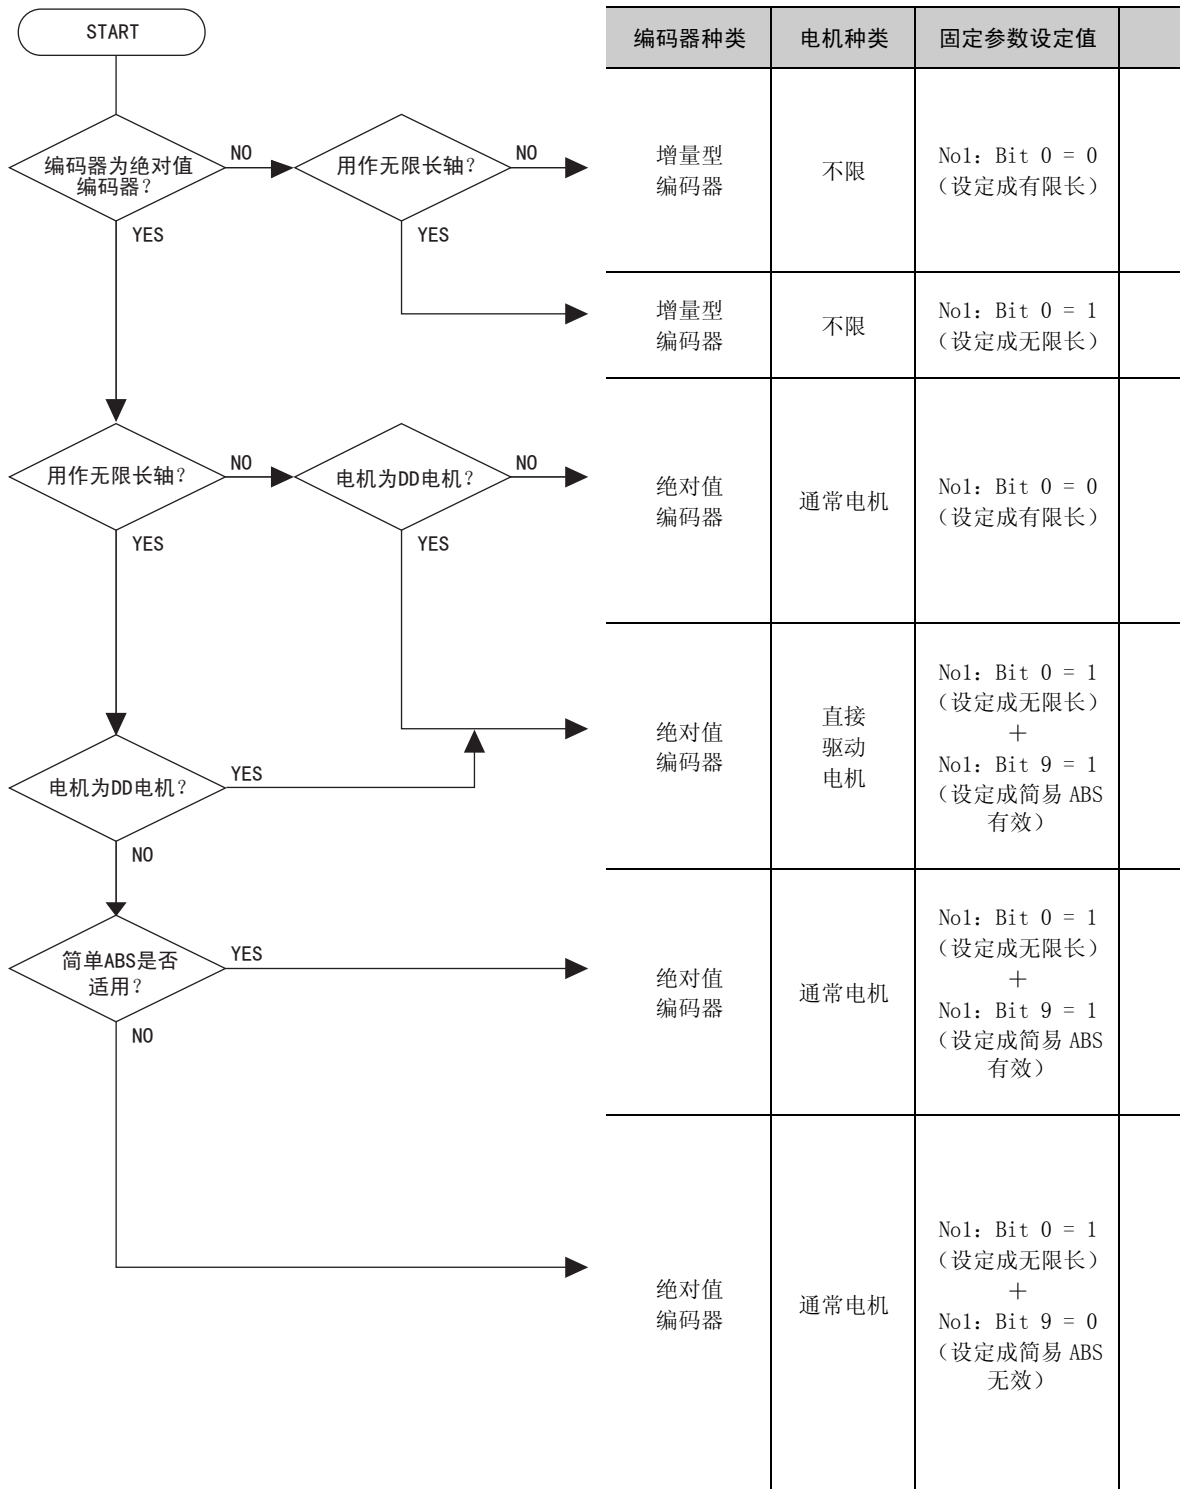 START
编码器种类 电机种类 固定参数设定值
编码器为绝对值
编码器?
NO
用作无限长轴?
NO
YES
YES
增量型
编码器
不限
No1: Bit 0 = 0
（设定成有限长）
增量型
编码器
不限
No1: Bit 0 = 1
（设定成无限长）
用作无限长轴?
NO
电机为DD电机?
NO
YES
YES
绝对值
编码器
通常电机
No1: Bit 0 = 0
（设定成有限长）
电机为DD电机?
YES
NO
绝对值
编码器
直接
驱动
电机
No1: Bit 0 = 1
（设定成无限长）
＋
No1: Bit 9 = 1
（设定成简易 ABS
有效）
简单ABS是否
适用?
YES
NO
绝对值
编码器
通常电机
No1: Bit 0 = 1
（设定成无限长）
＋
No1: Bit 9 = 1
（设定成简易 ABS
有效）
绝对值
编码器
通常电机
No1: Bit 0 = 1
（设定成无限长）
＋
No1: Bit 9 = 0
（设定成简易 ABS
无效）